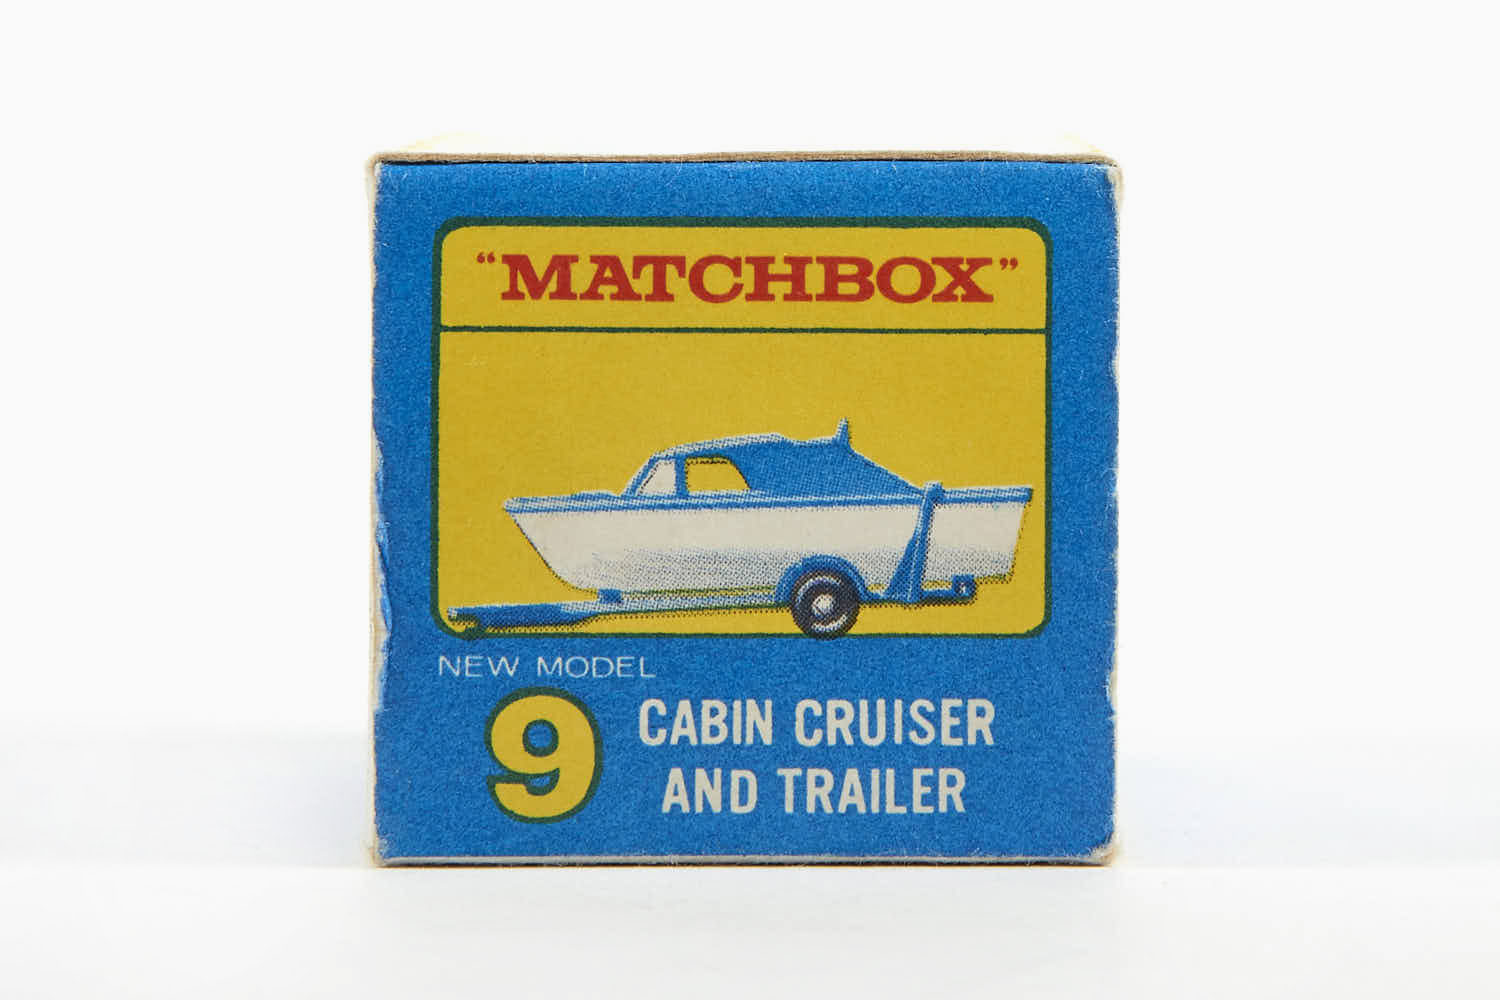 “MATCHBOX”
NEW MODEL
9 CABIN CRUISER
AND TRAILER